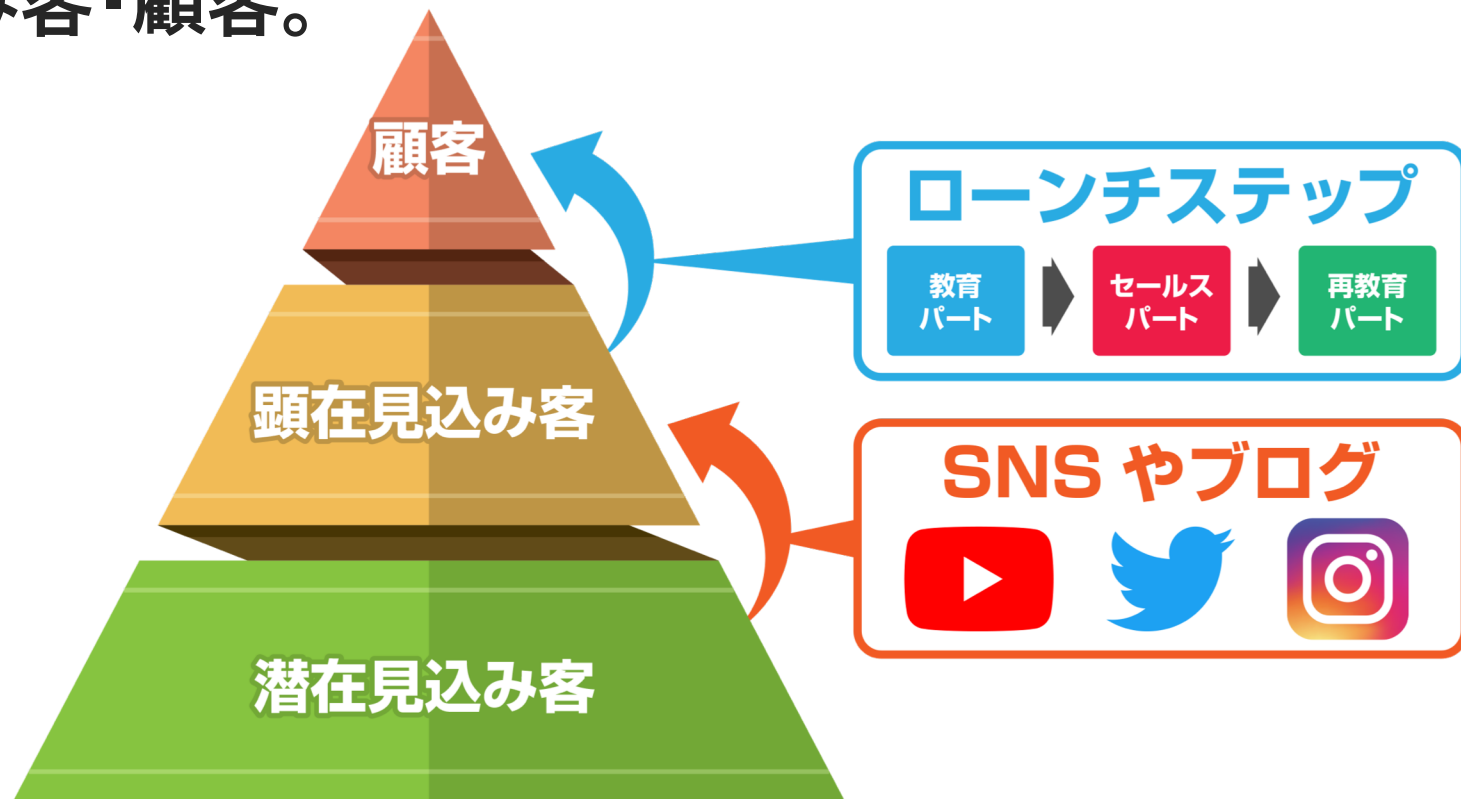 み客・顧客。
顧客
ローンチステップ
教育
パート
セールス
パート
再教育
パート
顕在見込み客
SNS やブログ
潜在見込み客